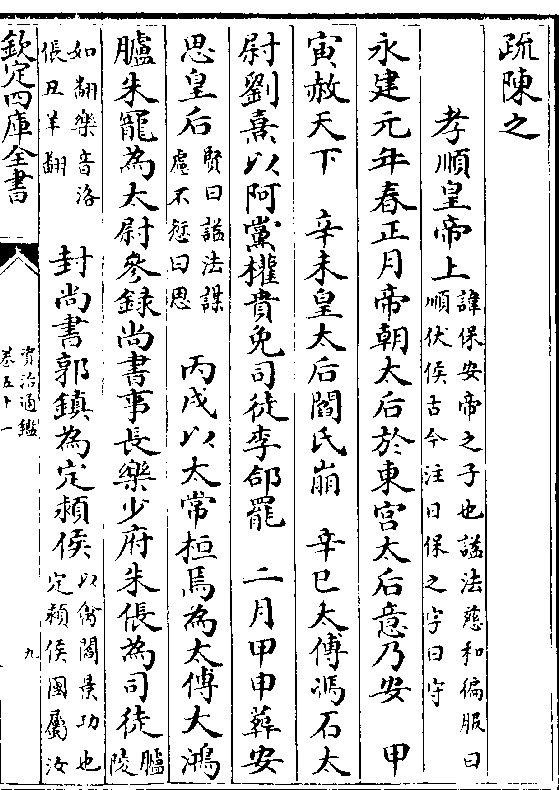 疏陳之
孝順皇帝上
諱保安帝之子也諡法慈和徧服曰
順伏侯古今注曰保之字曰守
永建元年春正月帝朝太后於東宫太后意乃安　甲
寅赦天下　辛未皇太后閻氏崩　辛巳太傅馮石太
尉劉熹以阿黨權貴免司徒李郃罷　二月甲申葬安
思皇后
賢曰諡法謀
慮不愆曰思
丙戌以太常桓焉為太傅大鴻
臚朱寵為太尉參録尚書事長樂少府朱倀為司徒
臚
陵
如翻樂音洛
倀丑羊翻
封尚書郭鎮為定潁侯
以禽閻景功也
定潁侯國屬汝
欽定四庫全書
資治通鑑
卷五十一
九